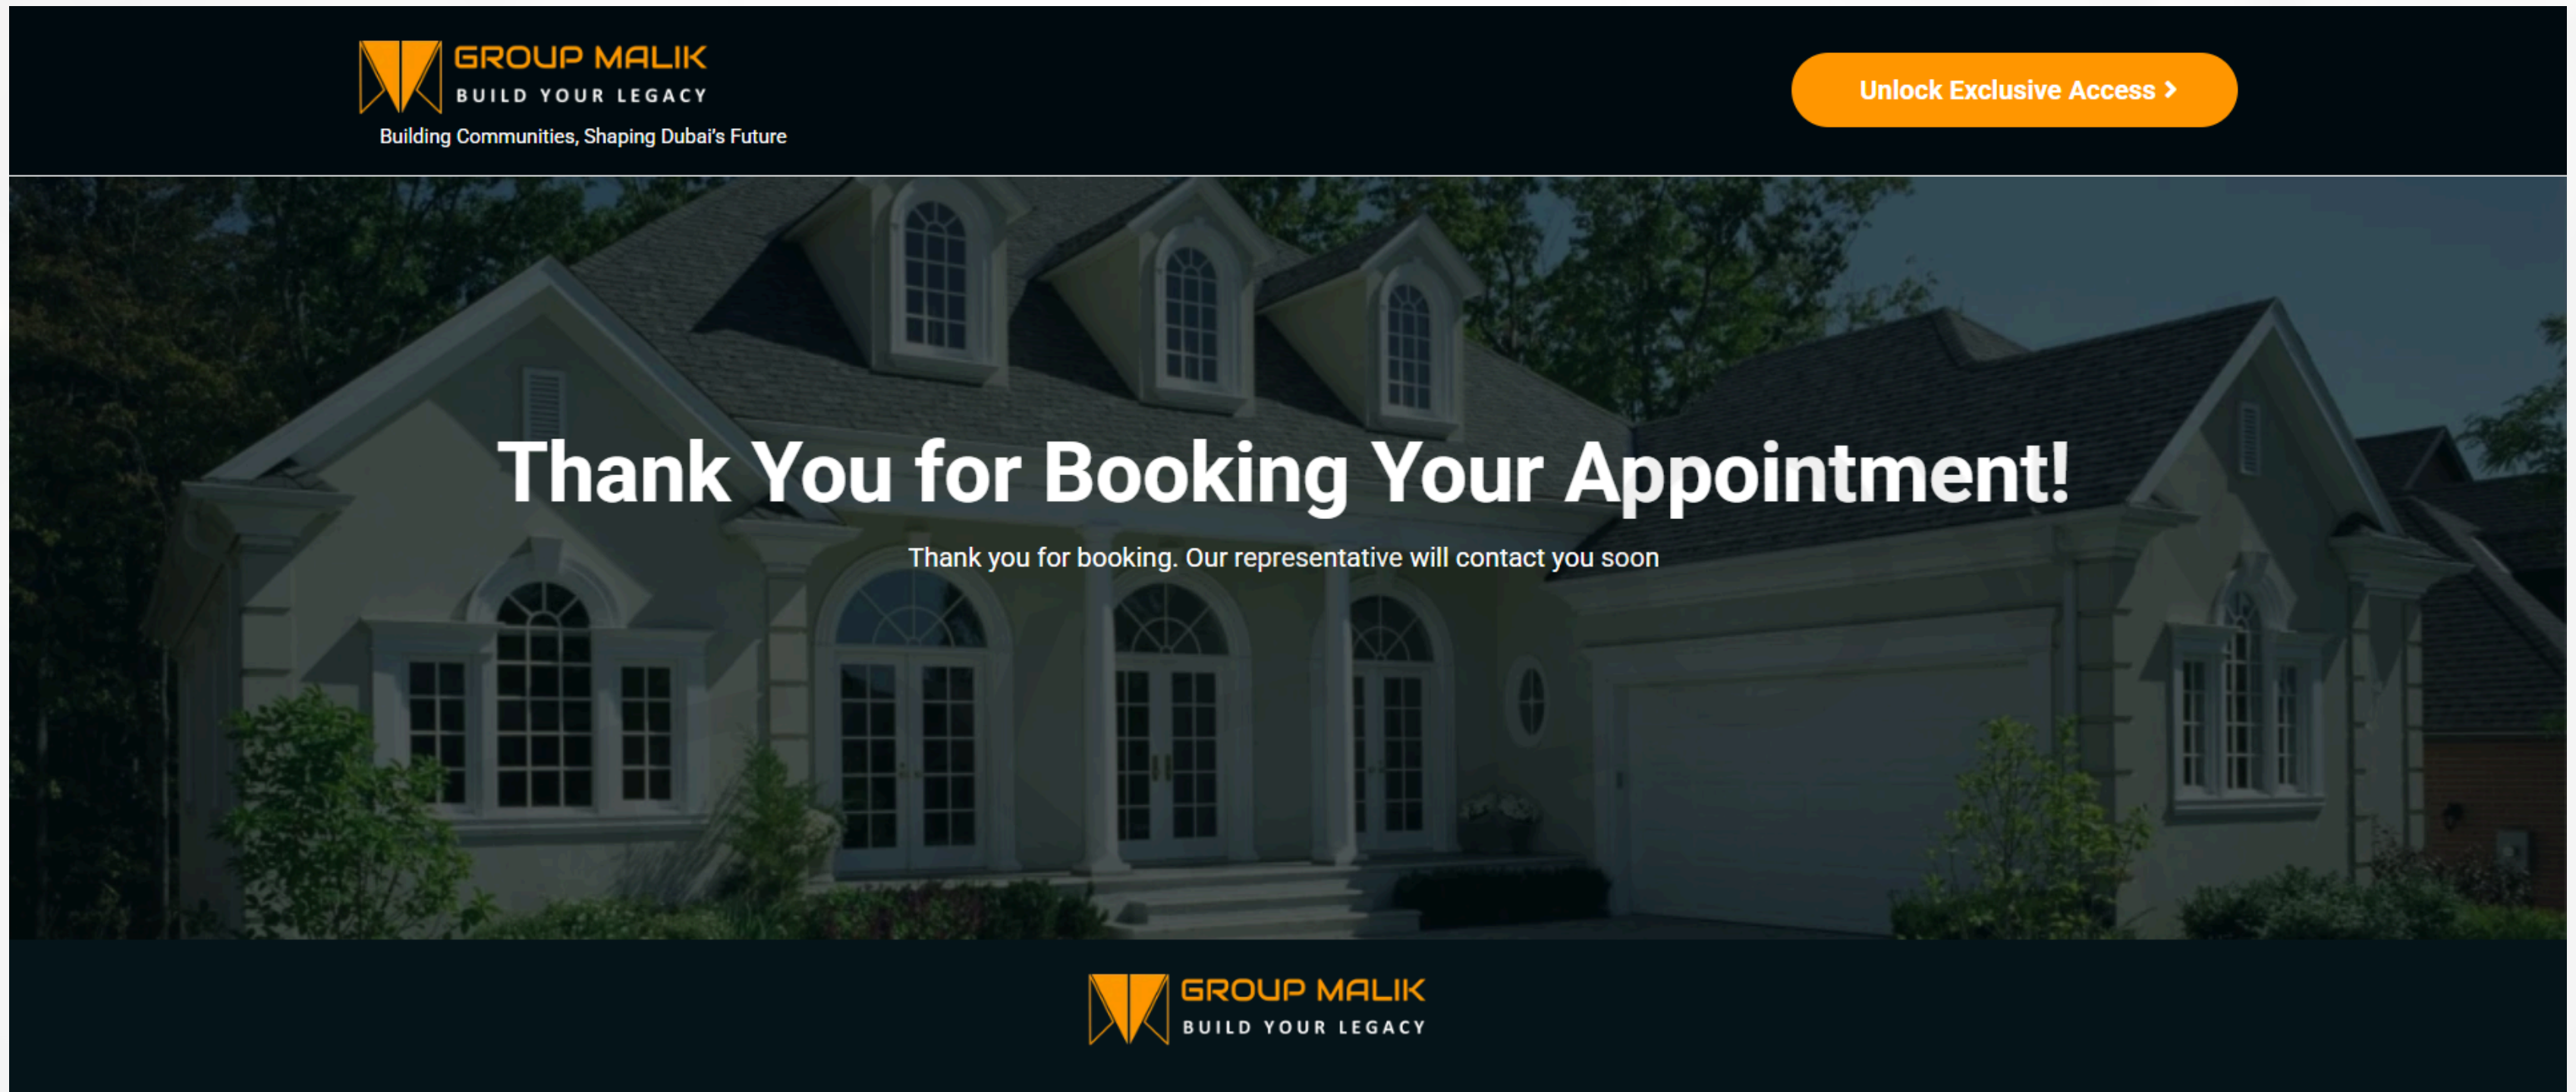 GROUP MALIK
BUILD YOUR LEGACY
Building Communities, Shaping Dubai's Future
Unlock Exclusive Access
Thank You for Booking Your Appointment!
Thank you for booking. Our representative will contact you soon
GROUP MALIK
BUILD YOUR LEGACY